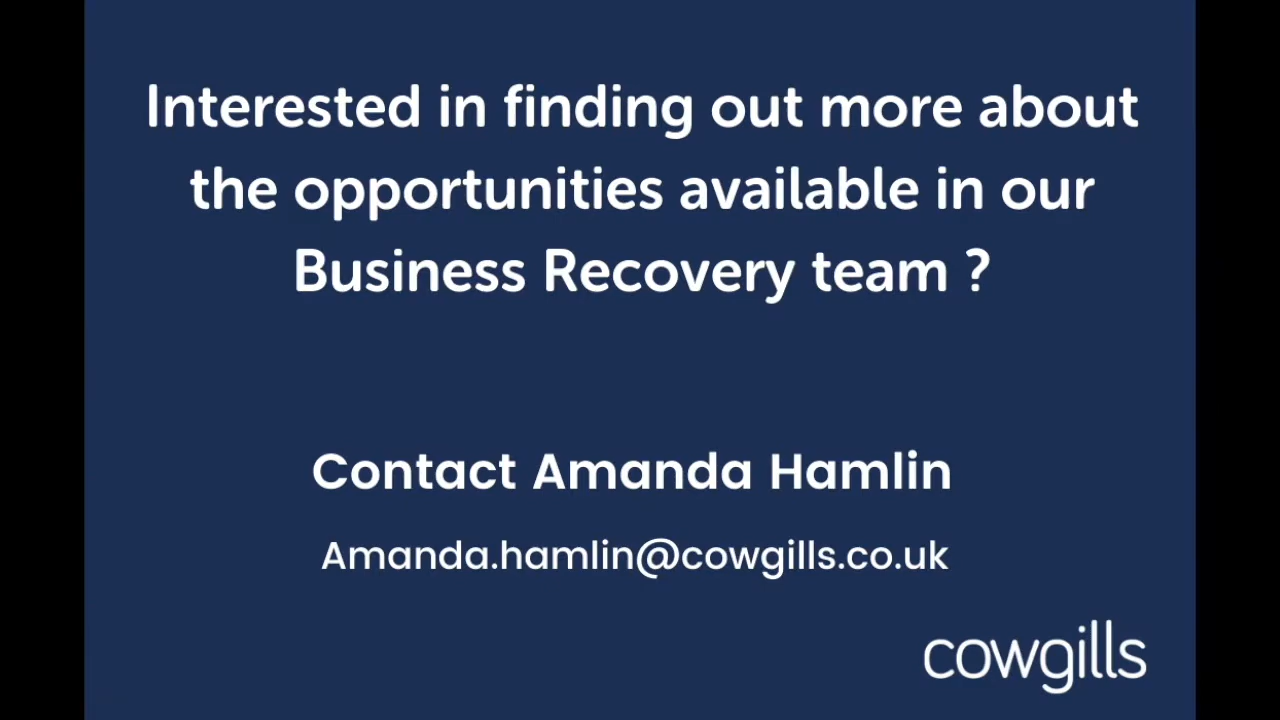 Interested in finding out more about
the opportunities available in our
Business Recovery team ?
Contact Amanda Hamlin
Amanda.hamlin@cowgills.co.uk
cowgills